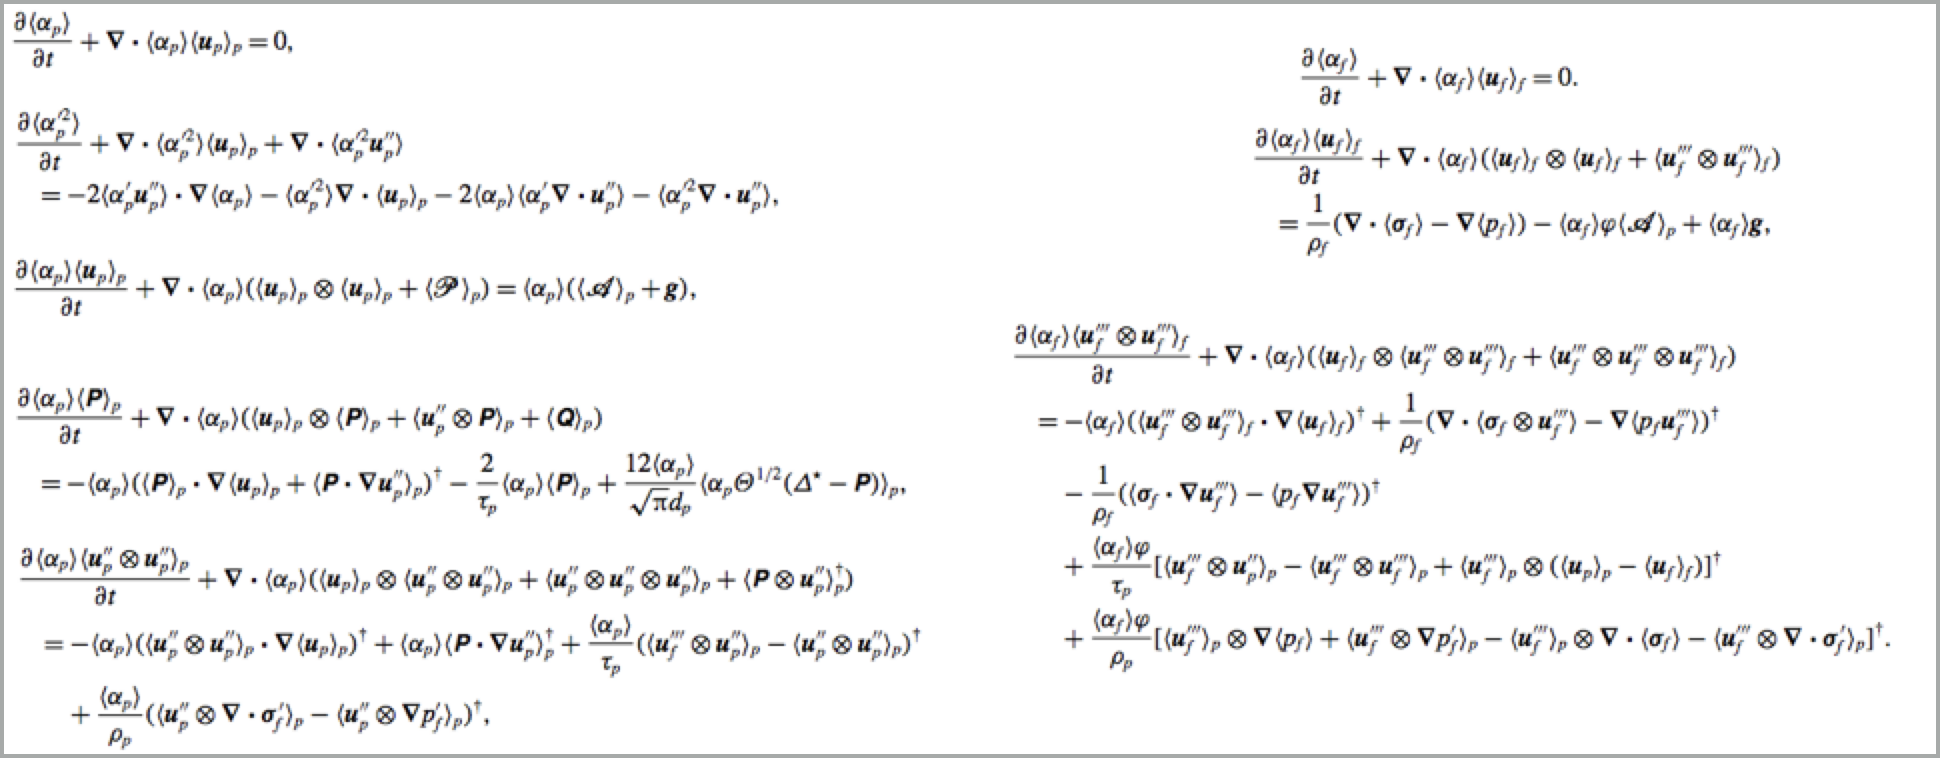 ∂⟨α_p⟩/∂t + ∇ · ⟨α_p⟩⟨u_p⟩_p = 0,
∂⟨α_p′²⟩/∂t + ∇ · ⟨α_p′²⟩⟨u_p⟩_p + ∇ · ⟨α_p′²u_p″⟩
= −2⟨α_p′u_p″⟩ · ∇⟨α_p⟩ − ⟨α_p′²⟩∇ · ⟨u_p⟩_p − 2⟨α_p⟩⟨α_p′∇ · u_p″⟩ − ⟨α_p′²∇ · u_p″⟩,
∂⟨α_p⟩⟨u_p⟩_p/∂t + ∇ · ⟨α_p⟩(⟨u_p⟩_p ⊗ ⟨u_p⟩_p + ⟨𝒫⟩_p) = ⟨α_p⟩(⟨𝒜⟩_p + g),
∂⟨α_p⟩⟨P⟩_p/∂t + ∇ · ⟨α_p⟩(⟨u_p⟩_p ⊗ ⟨P⟩_p + ⟨u_p″ ⊗ P⟩_p + ⟨Q⟩_p)
= −⟨α_p⟩(⟨P⟩_p · ∇⟨u_p⟩_p + ⟨P · ∇u_p″⟩_p)† − 2/τ_p ⟨α_p⟩⟨P⟩_p + 12⟨α_p⟩/(√π d_p) ⟨α_pΘ^{1/2}(Δ* − P)⟩_p,
∂⟨α_p⟩⟨u_p″ ⊗ u_p″⟩_p/∂t + ∇ · ⟨α_p⟩(⟨u_p⟩_p ⊗ ⟨u_p″ ⊗ u_p″⟩_p + ⟨u_p″ ⊗ u_p″ ⊗ u_p″⟩_p + ⟨P ⊗ u_p″⟩_p†)
= −⟨α_p⟩(⟨u_p″ ⊗ u_p″⟩_p · ∇⟨u_p⟩_p)† + ⟨α_p⟩⟨P · ∇u_p″⟩_p† + ⟨α_p⟩/τ_p (⟨u_f‴ ⊗ u_p″⟩_p − ⟨u_p″ ⊗ u_p″⟩_p)†
+ ⟨α_p⟩/ρ_p (⟨u_p″ ⊗ ∇ · σ_f′⟩_p − ⟨u_p″ ⊗ ∇p_f′⟩_p)†,
∂⟨α_f⟩/∂t + ∇ · ⟨α_f⟩⟨u_f⟩_f = 0.
∂⟨α_f⟩⟨u_f⟩_f/∂t + ∇ · ⟨α_f⟩(⟨u_f⟩_f ⊗ ⟨u_f⟩_f + ⟨u_f‴ ⊗ u_f‴⟩_f)
= 1/ρ_f (∇ · ⟨σ_f⟩ − ∇⟨p_f⟩) − ⟨α_f⟩φ⟨𝒜⟩_p + ⟨α_f⟩g,
∂⟨α_f⟩⟨u_f‴ ⊗ u_f‴⟩_f/∂t + ∇ · ⟨α_f⟩(⟨u_f⟩_f ⊗ ⟨u_f‴ ⊗ u_f‴⟩_f + ⟨u_f‴ ⊗ u_f‴ ⊗ u_f‴⟩_f)
= −⟨α_f⟩(⟨u_f‴ ⊗ u_f‴⟩_f · ∇⟨u_f⟩_f)† + 1/ρ_f (∇ · ⟨σ_f ⊗ u_f‴⟩ − ∇⟨p_fu_f‴⟩)†
− 1/ρ_f (⟨σ_f · ∇u_f‴⟩ − ⟨p_f∇u_f‴⟩)†
+ ⟨α_f⟩φ/τ_p [⟨u_f‴ ⊗ u_p″⟩_p − ⟨u_f‴ ⊗ u_f‴⟩_p + ⟨u_f‴⟩_p ⊗ (⟨u_p⟩_p − ⟨u_f⟩_f)]†
+ ⟨α_f⟩φ/ρ_p [⟨u_f‴⟩_p ⊗ ∇⟨p_f⟩ + ⟨u_f‴ ⊗ ∇p_f′⟩_p − ⟨u_f‴⟩_p ⊗ ∇ · ⟨σ_f⟩ − ⟨u_f‴ ⊗ ∇ · σ_f′⟩_p]†.